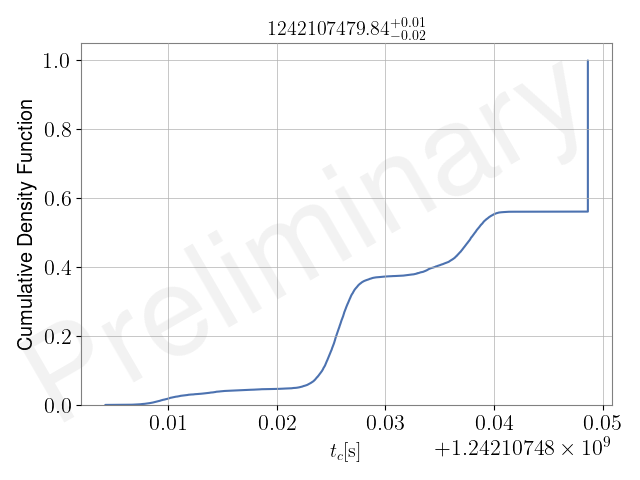 1242107479.84^{+0.01}_{-0.02}
Cumulative Density Function
1.0
0.8
0.6
0.4
0.2
0.0
0.01 0.02 0.03 0.04 0.05
t_c[s]
+1.24210748 × 10^9
Preliminary